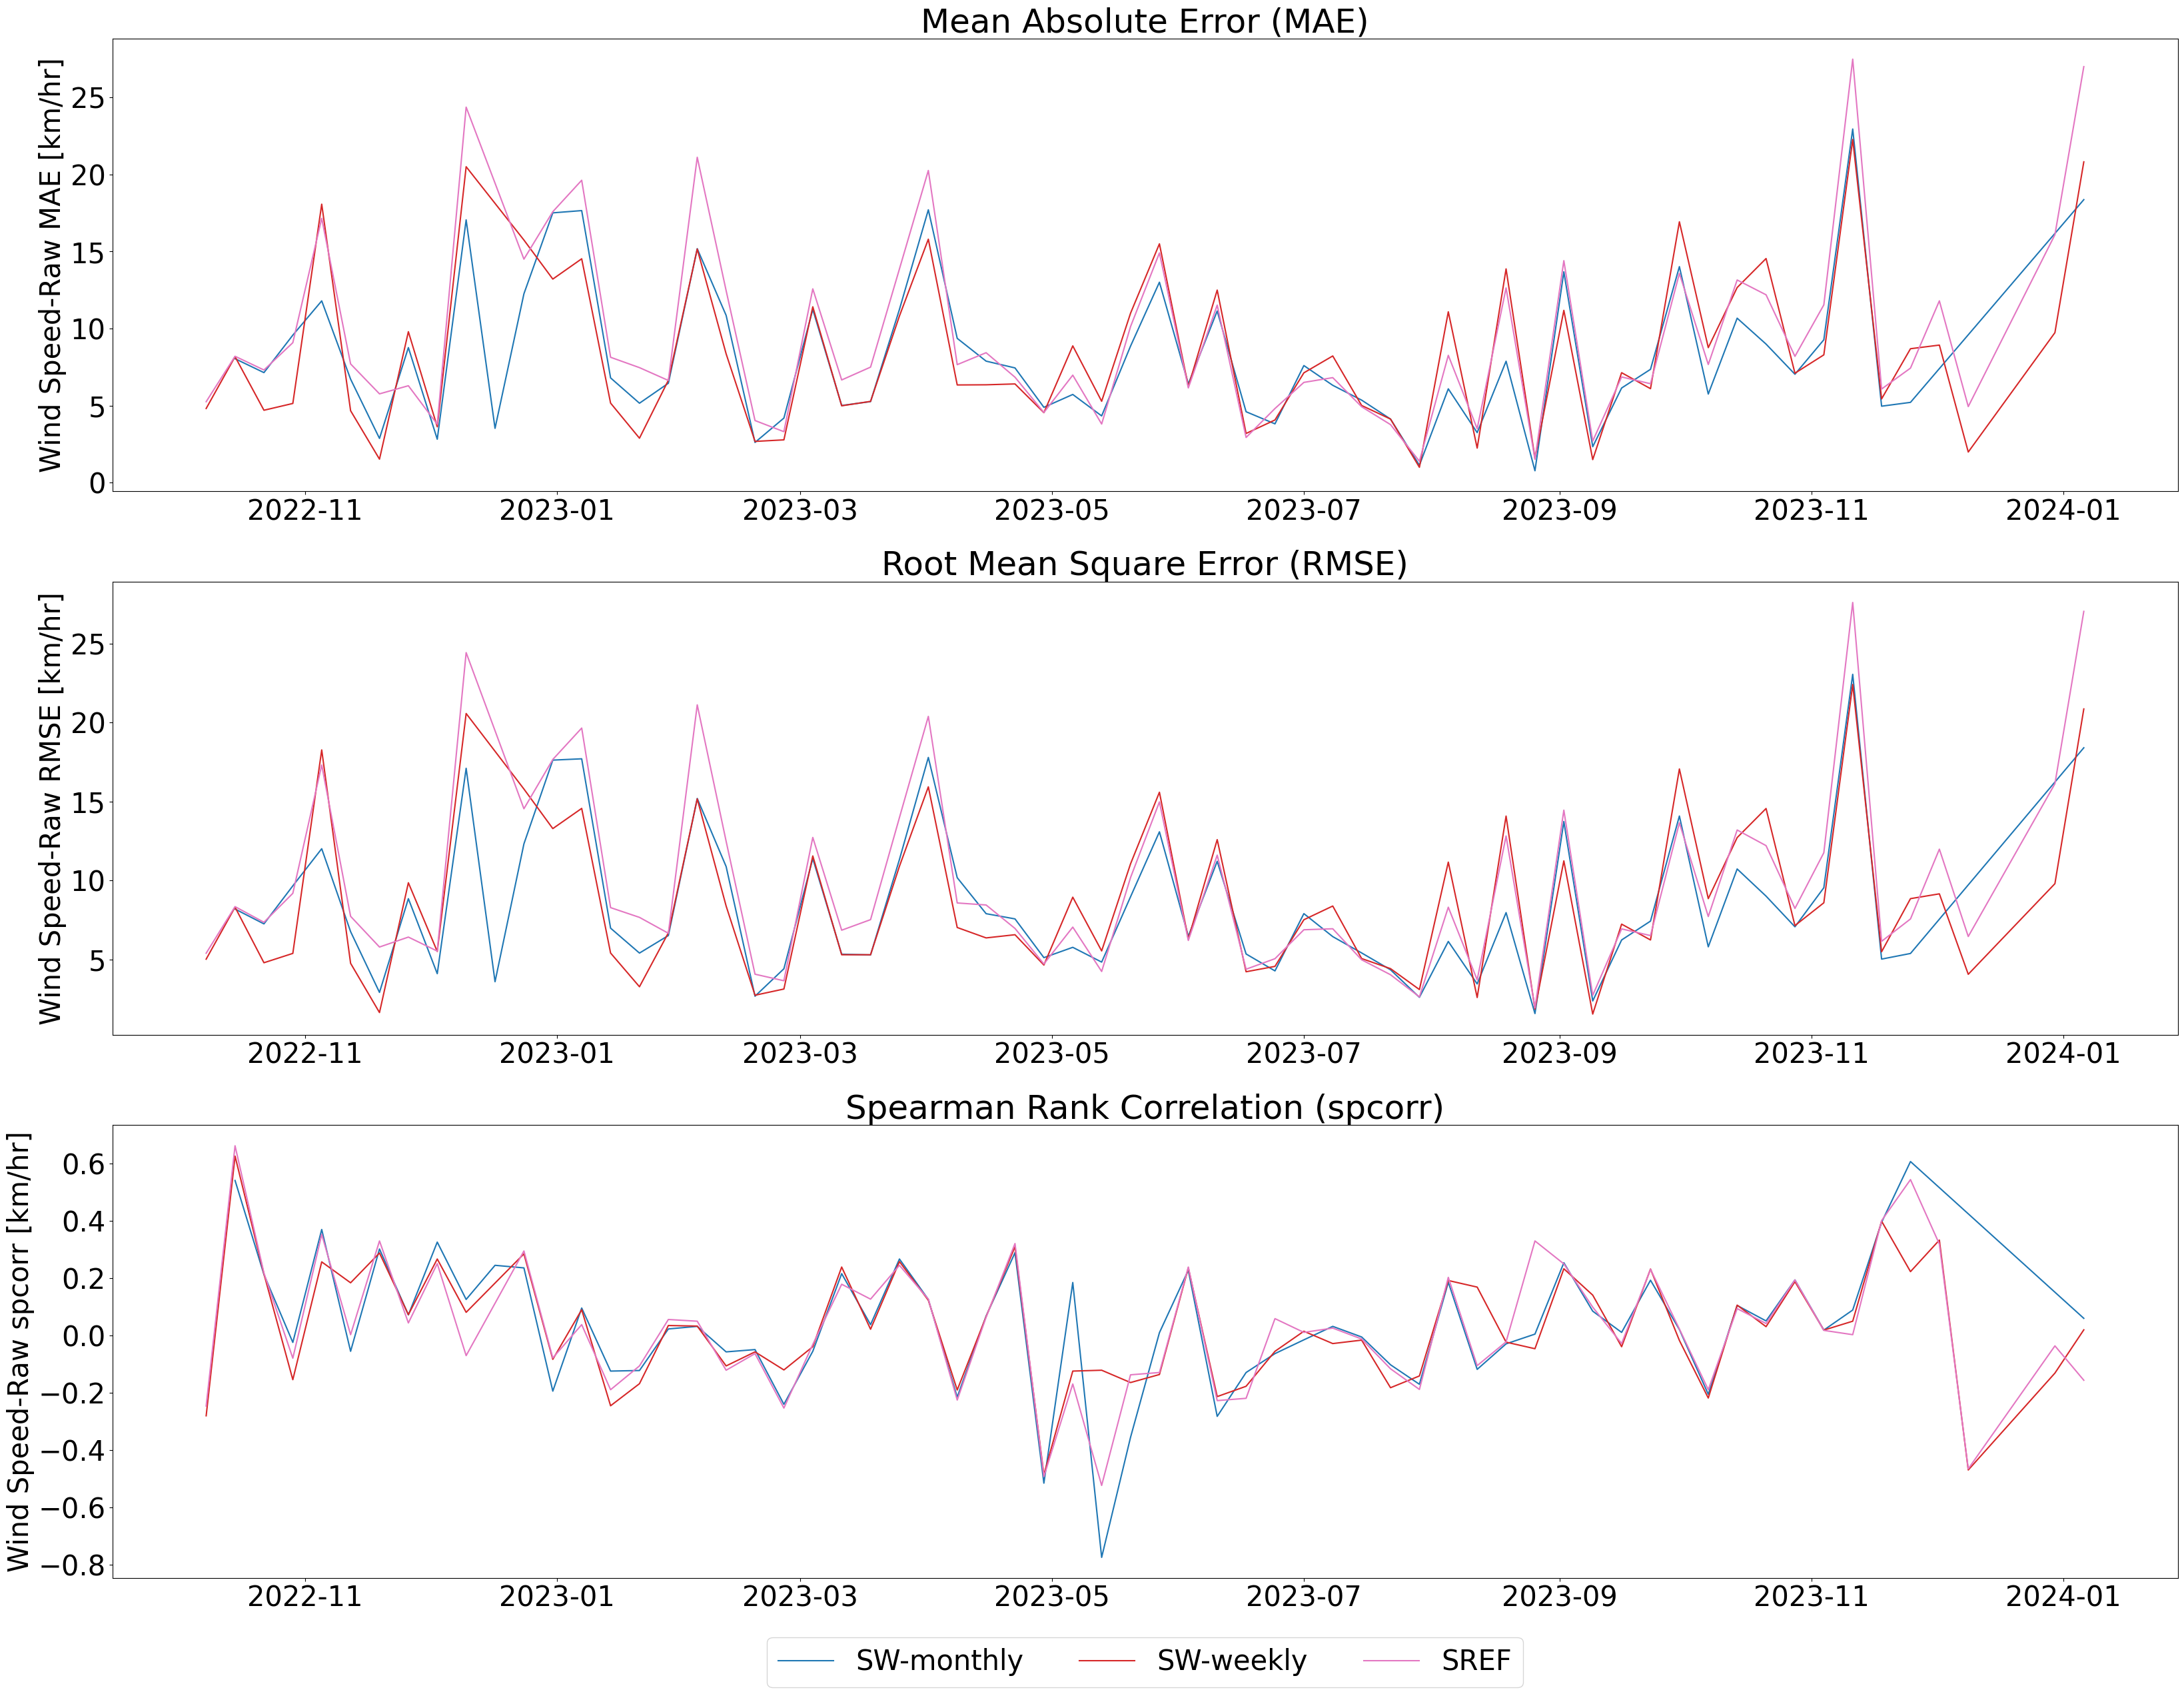 Mean Absolute Error (MAE)
Wind Speed-Raw MAE [km/hr]
25
20
15
10
5
0
2022-11 2023-01 2023-03 2023-05 2023-07 2023-09 2023-11 2024-01
Root Mean Square Error (RMSE)
Wind Speed-Raw RMSE [km/hr]
25
20
15
10
5
2022-11 2023-01 2023-03 2023-05 2023-07 2023-09 2023-11 2024-01
Spearman Rank Correlation (spcorr)
Wind Speed-Raw spcorr [km/hr]
0.6
0.4
0.2
0.0
−0.2
−0.4
−0.6
−0.8
2022-11 2023-01 2023-03 2023-05 2023-07 2023-09 2023-11 2024-01
SW-monthly SW-weekly SREF